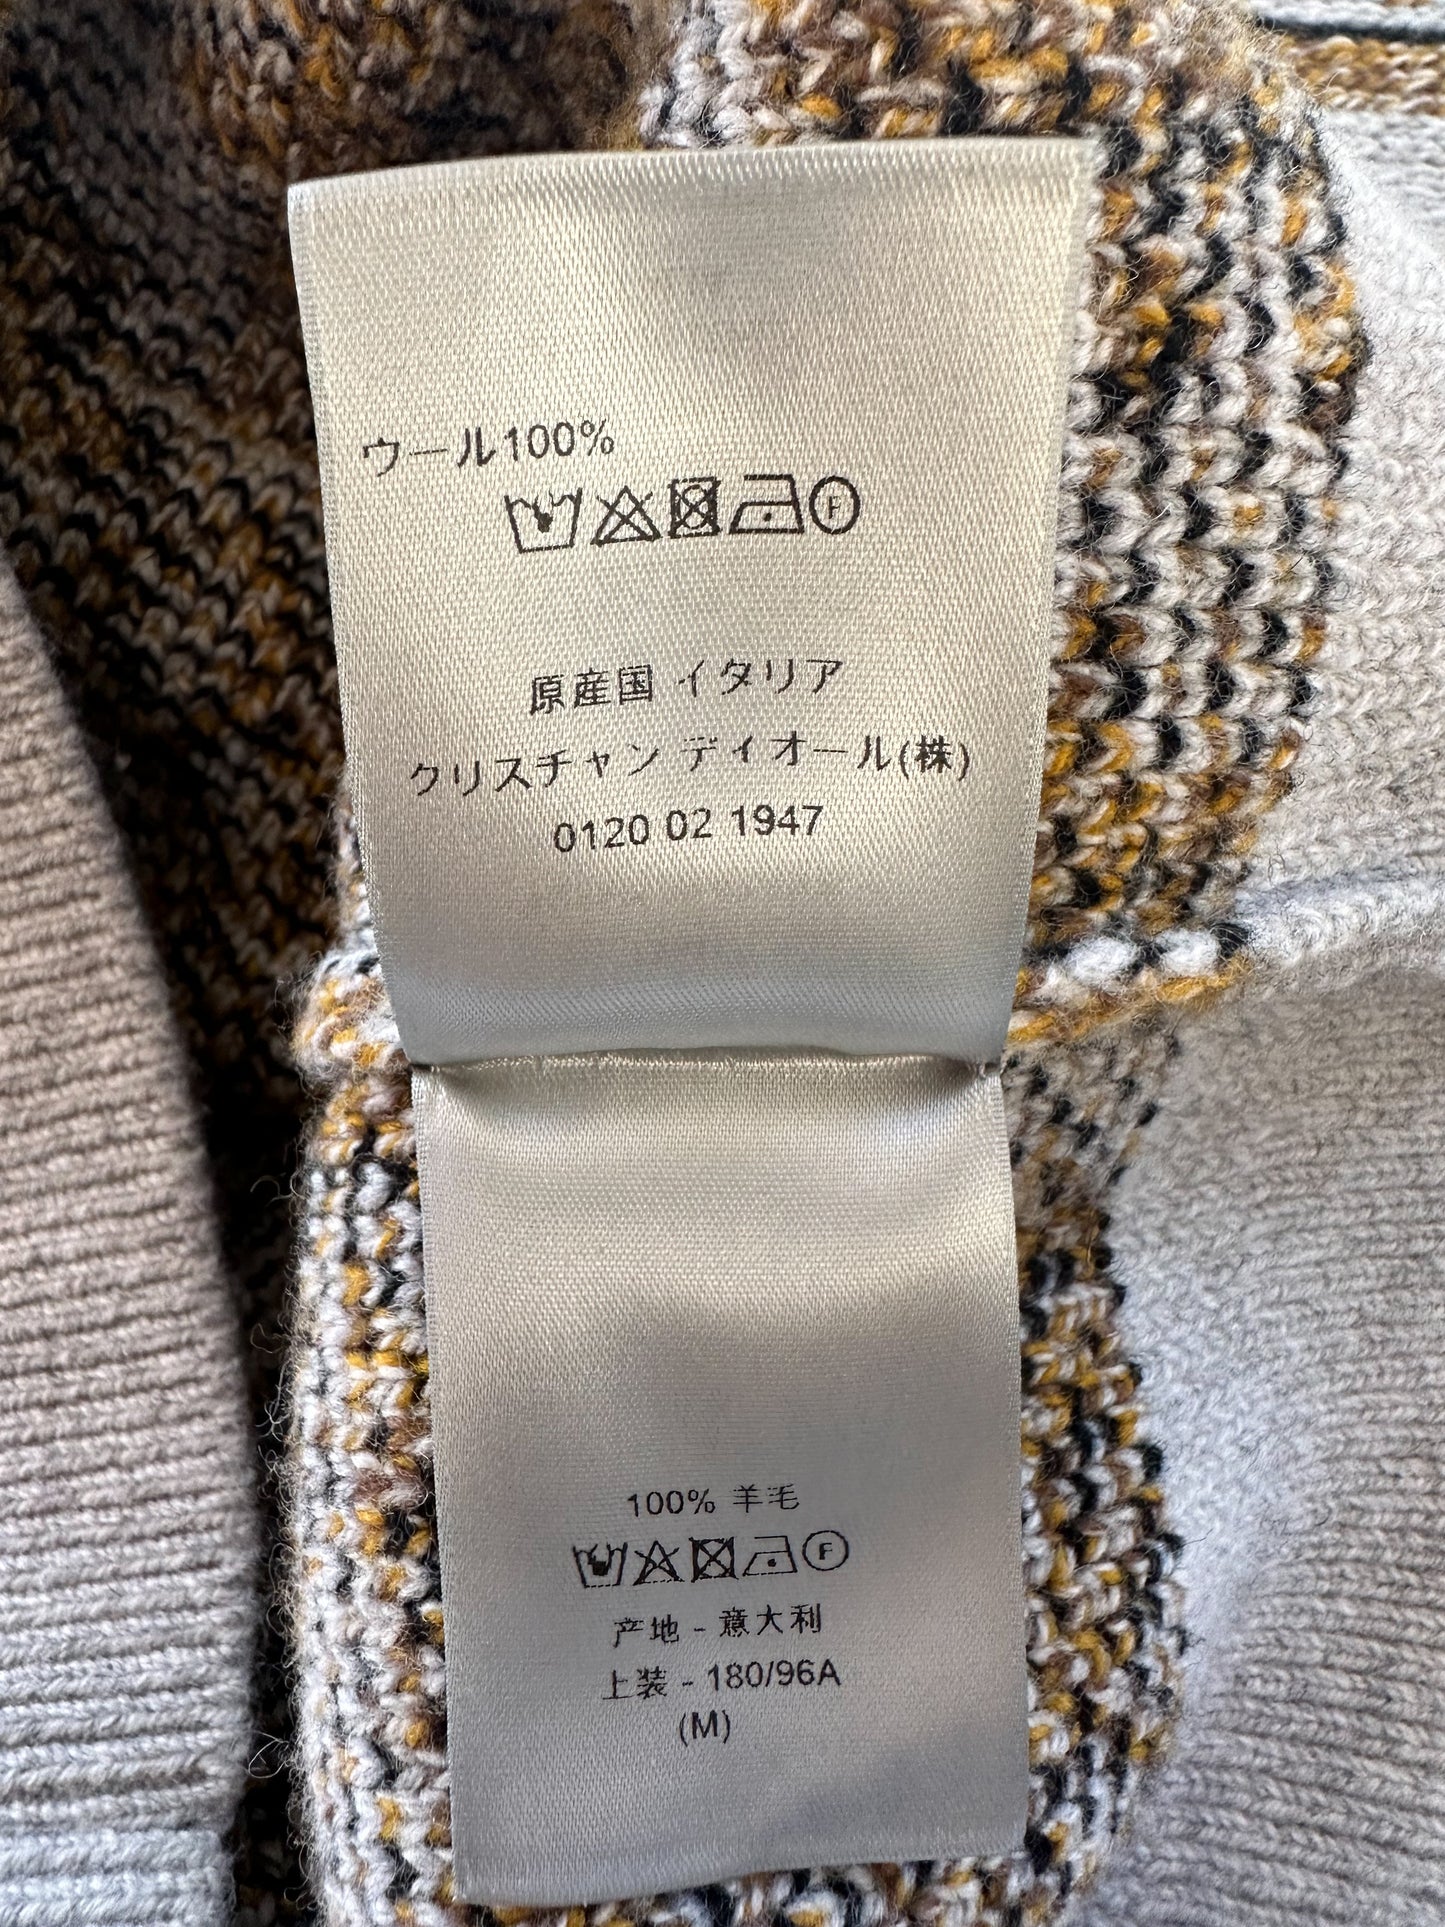 ウール100%
F
原産国 イタリア
クリスチャン ディオール(株)
0120 02 1947
100% 羊毛
F
产地 - 意大利
上装 - 180/96A
(M)